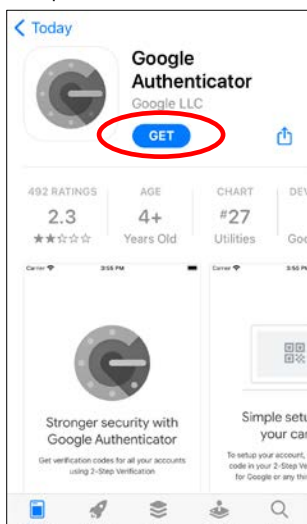 Today
Google
Authenticator
Google LLC
GET
492 RATINGS AGE CHART
2.3 4+ #27
Years Old Utilities
Carrier 3:55 PM Carrier 3:55 PM
Stronger security with
Google Authenticator
Get verification codes for all your accounts
using 2-Step Verification
Simple setu
your car
To setup your account,
code in your 2-Step Ve
for Google or any thi